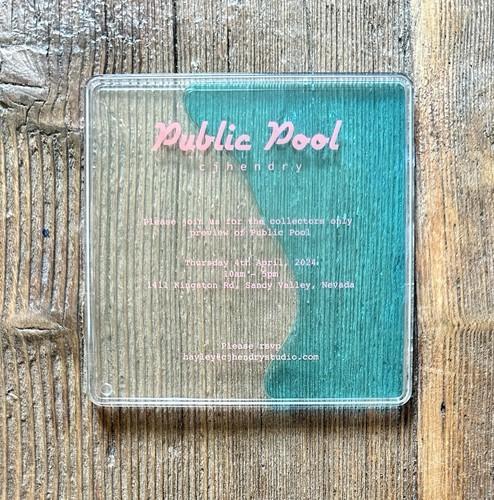 Public Pool
cjhendry
Please join us for the collectors only
preview of Public Pool
Thursday 4th April, 2024
10am - 5pm
1411 Kingston Rd, Sandy Valley, Nevada
Please rsvp
hayley@cjhendrystudio.com